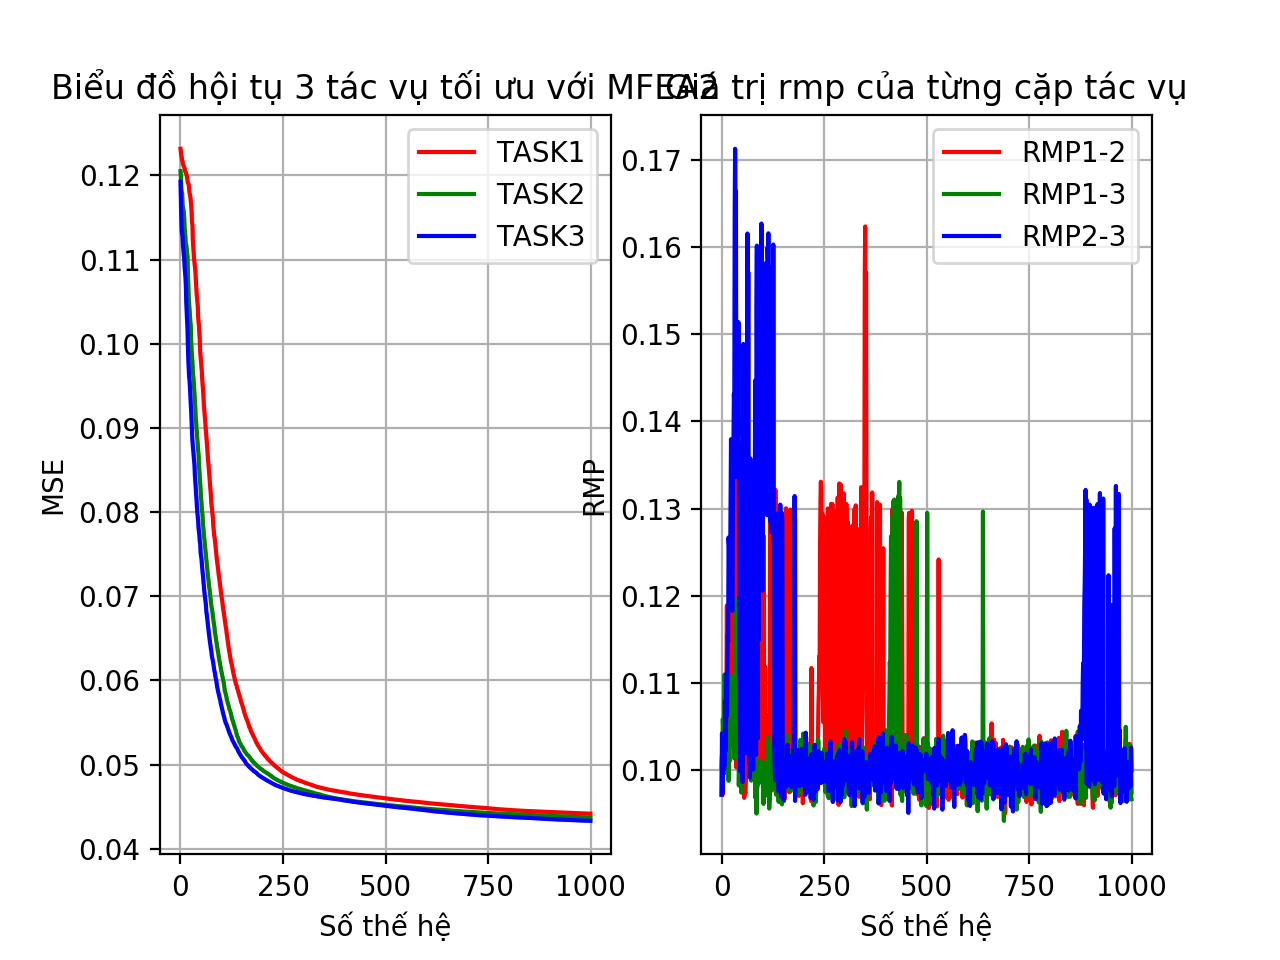 Biểu đồ hội tụ 3 tác vụ tối ưu với MFEA2
Giá trị rmp của từng cặp tác vụ
TASK1
TASK2
TASK3
0.12
0.11
0.10
0.09
0.08
0.07
0.06
0.05
0.04
MSE
0
250
500
750
1000
Số thế hệ
RMP1-2
RMP1-3
RMP2-3
0.17
0.16
0.15
0.14
0.13
0.12
0.11
0.10
RMP
0
250
500
750
1000
Số thế hệ